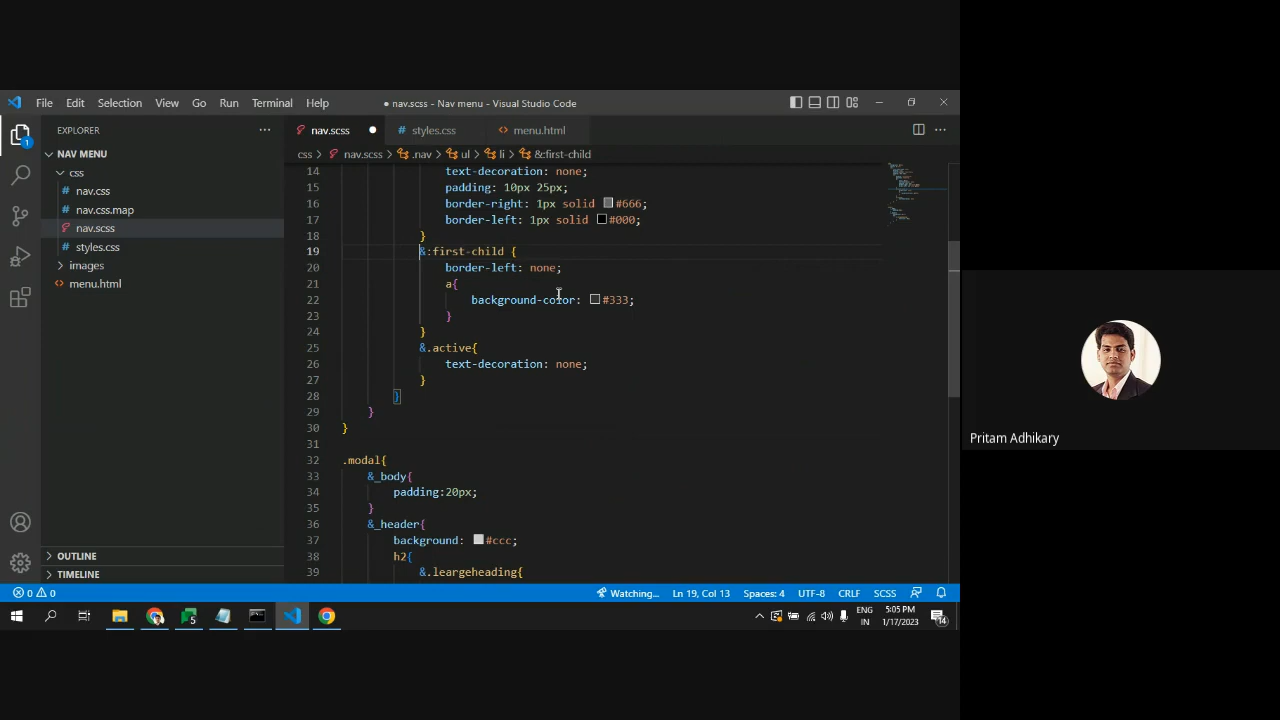 File Edit Selection View Go Run Terminal Help
● nav.scss - Nav menu - Visual Studio Code
EXPLORER
nav.scss
styles.css
menu.html
NAV MENU
css
nav.css
nav.css.map
nav.scss
styles.css
images
menu.html
OUTLINE
TIMELINE
1
css > nav.scss > .nav > ul > li > &:first-child
14 text-decoration: none;
15 padding: 10px 25px;
16 border-right: 1px solid #666;
17 border-left: 1px solid #000;
18 }
19 &:first-child {
20 border-left: none;
21 a{
22 background-color: #333;
23 }
24 }
25 &.active{
26 text-decoration: none;
27 }
28 }
29 }
30 }
31
32 .modal{
33 &_body{
34 padding:20px;
35 }
36 &_header{
37 background: #ccc;
38 h2{
39 &.leargeheading{
0 0 Watching... Ln 19, Col 13 Spaces: 4 UTF-8 CRLF SCSS
ENG
IN
5:05 PM
1/17/2023
14
Pritam Adhikary